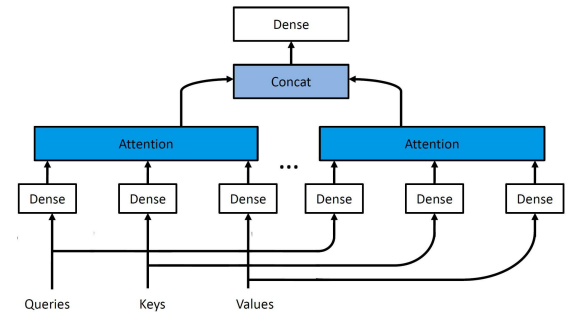 Dense
Concat
Attention ... Attention
Dense Dense Dense Dense Dense Dense
Queries Keys Values